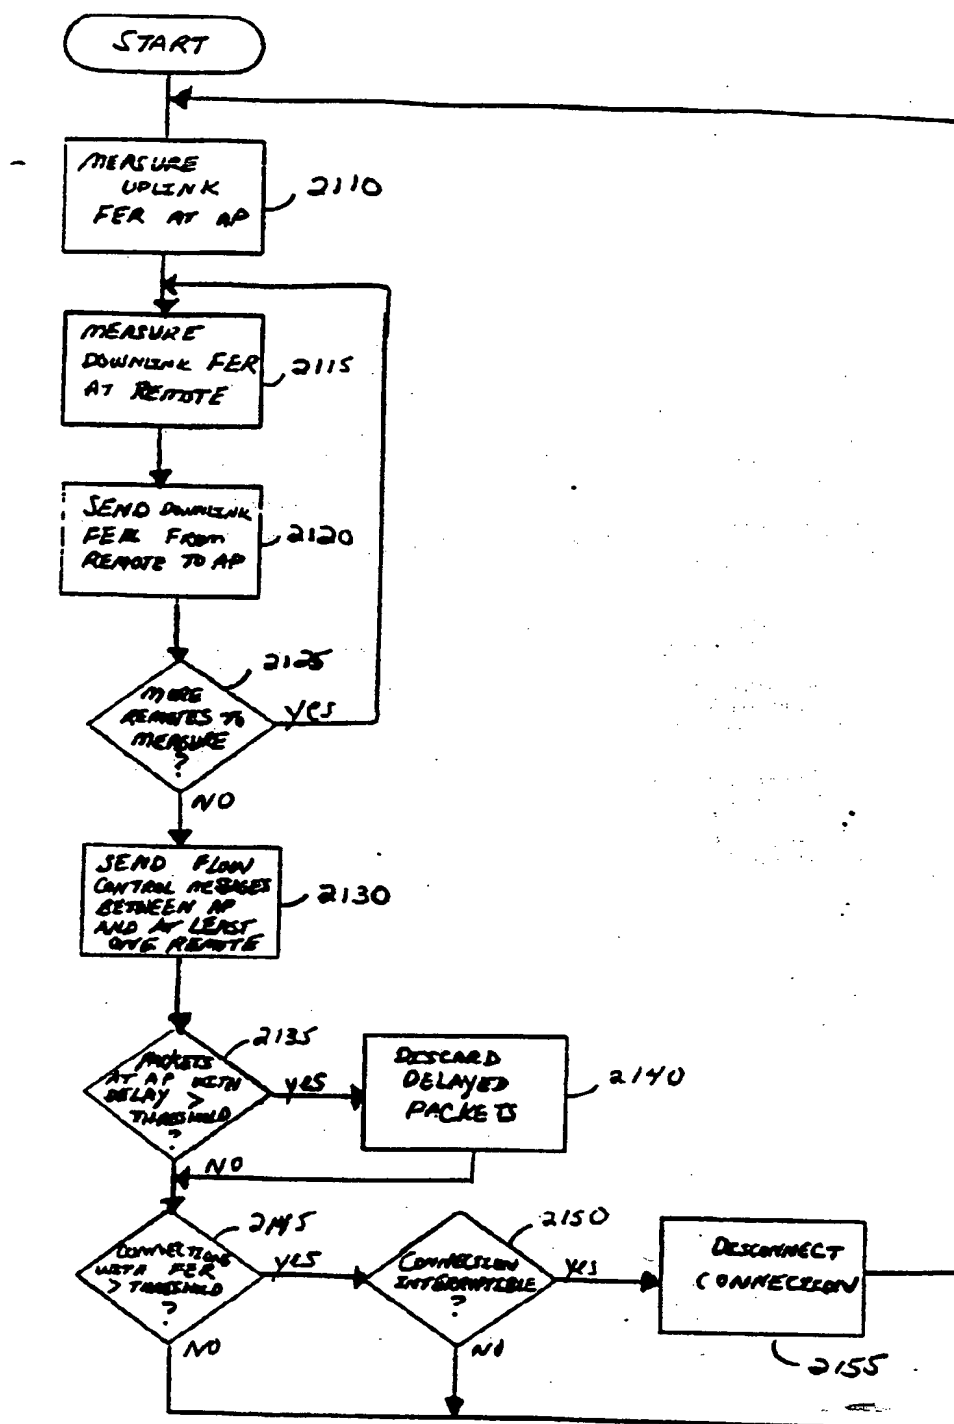 START
MEASURE
UPLINK
FER AT AP
2110
MEASURE
DOWNLINK FER
AT REMOTE
2115
SEND DOWNLINK
FER FROM
REMOTE TO AP
2120
2125
MORE
REMOTES TO
MEASURE
?
yes
NO
SEND FLOW
CONTROL MESSAGES
BETWEEN AP
AND AT LEAST
ONE REMOTE
2130
2135
PACKETS
AT AP WITH
DELAY >
THRESHOLD
?
yes
DISCARD
DELAYED
PACKETS
2140
NO
2145
CONNECTIONS
WITH FER
> THRESHOLD
?
yes
2150
CONNECTION
INTERRUPTIBLE
?
yes
DISCONNECT
CONNECTION
2155
NO
NO